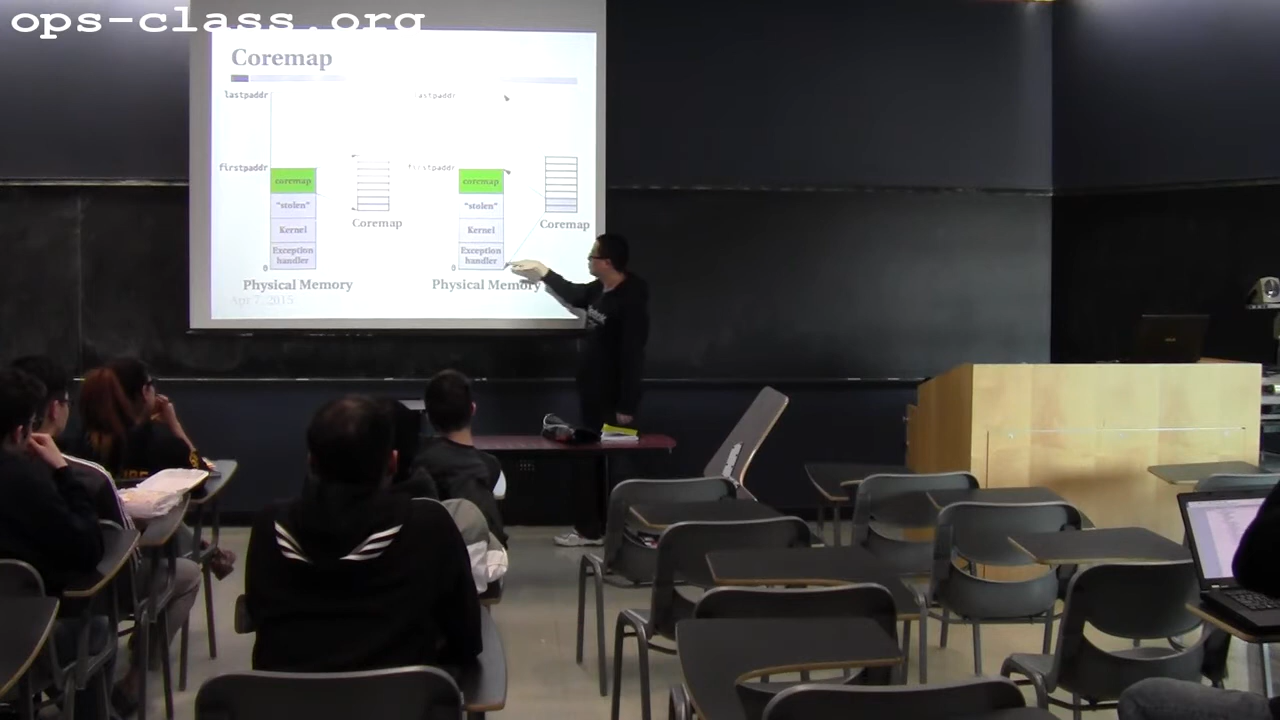 ops-class.org
Coremap
lastpaddr
lastpaddr
firstpaddr
firstpaddr
coremap
coremap
"stolen"
"stolen"
Coremap
Coremap
Kernel
Kernel
Exception
handler
Exception
handler
0
0
Physical Memory
Physical Memory
Apr 7, 2015